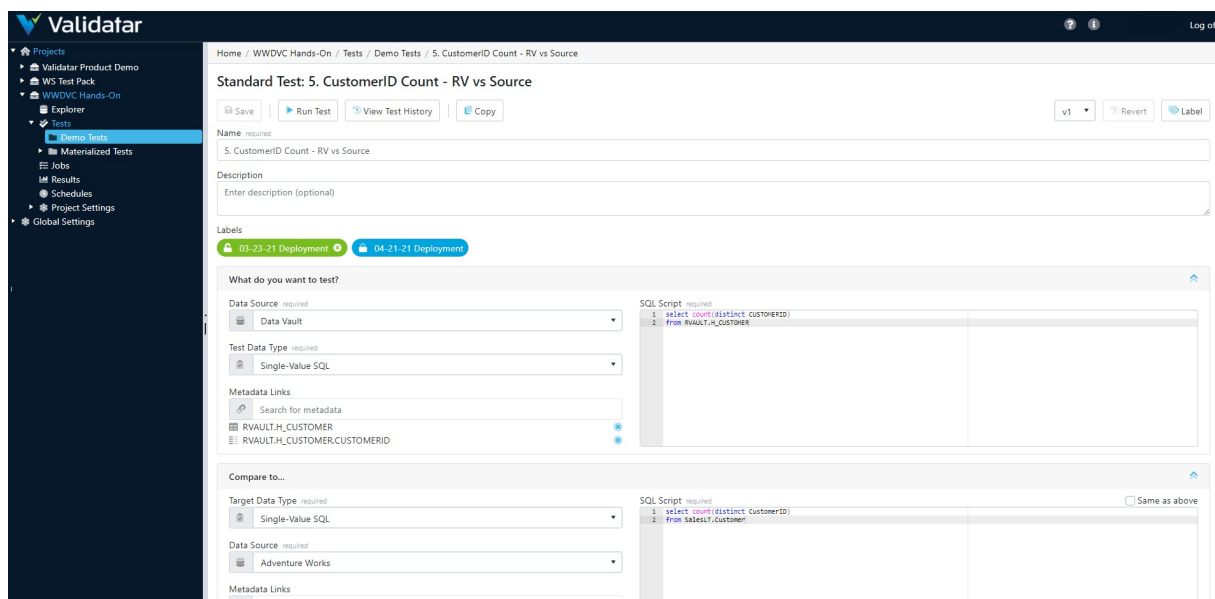 Validatar
Log of
Projects
Validatar Product Demo
WS Test Pack
WWDVC Hands-On
Explorer
Tests
Demo Tests
Materialized Tests
Jobs
Results
Schedules
Project Settings
Global Settings
Home / WWDVC Hands-On / Tests / Demo Tests / 5. CustomerID Count - RV vs Source
Standard Test: 5. CustomerID Count - RV vs Source
Save Run Test View Test History Copy v1 Revert Label
Name required
5. CustomerID Count - RV vs Source
Description
Enter description (optional)
Labels
03-23-21 Deployment 04-21-21 Deployment
What do you want to test?
Data Source required
Data Vault
Test Data Type required
Single-Value SQL
Metadata Links
Search for metadata
RVAULT.H_CUSTOMER
RVAULT.H_CUSTOMER.CUSTOMERID
SQL Script required
1 select count(distinct CUSTOMERID)
2 from RVAULT.H_CUSTOMER
Compare to...
Target Data Type required
Single-Value SQL
Data Source required
Adventure Works
Metadata Links
SQL Script required Same as above
1 select count(distinct CustomerID)
2 from SalesLT.Customer